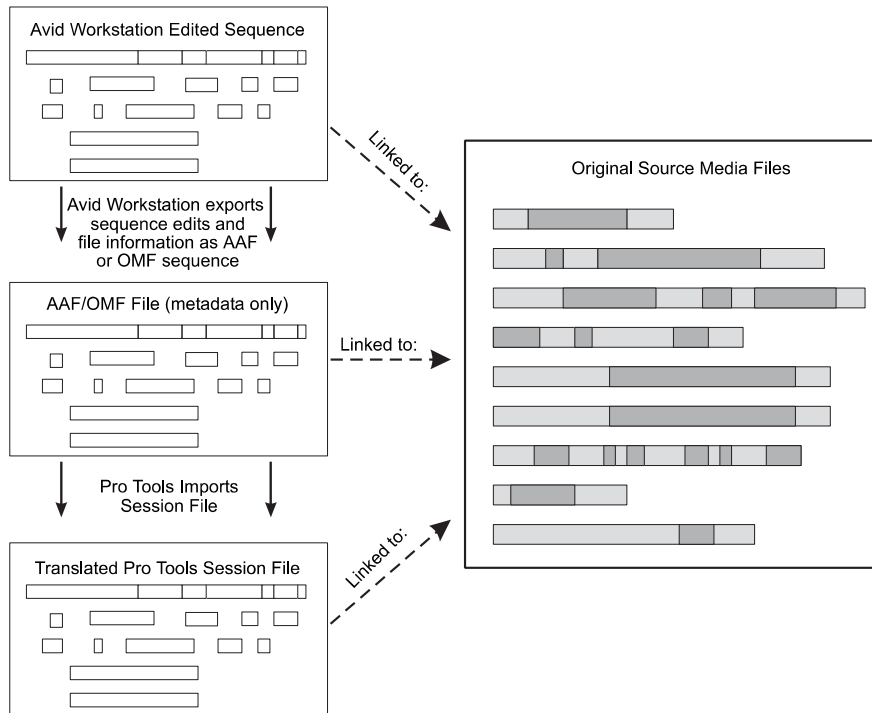 Avid Workstation Edited Sequence
Linked to:
Avid Workstation exports
sequence edits and
file information as AAF
or OMF sequence
Original Source Media Files
AAF/OMF File (metadata only)
Linked to:
Pro Tools Imports
Session File
Linked to:
Translated Pro Tools Session File